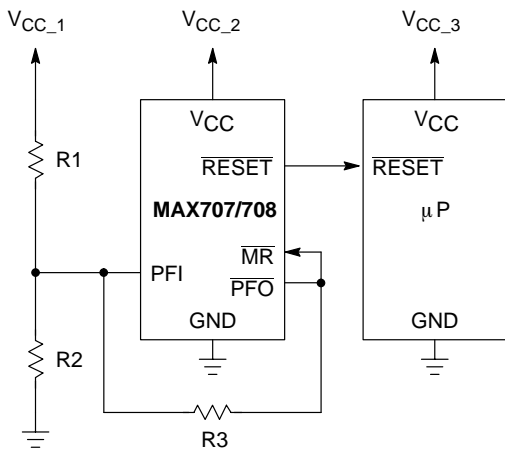 VCC_1
VCC_2
VCC_3
VCC
VCC
R1
RESET
RESET
MAX707/708
μP
MR
PFI
PFO
GND
GND
R2
R3